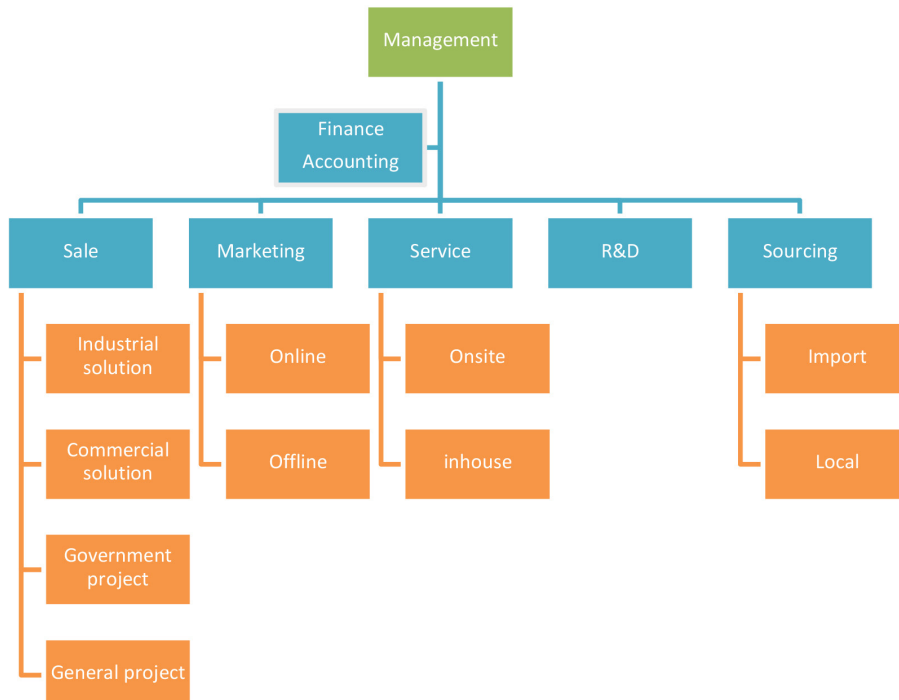 Management
Finance
Accounting
Sale
Marketing
Service
R&D
Sourcing
Industrial
solution
Online
Onsite
Import
Commercial
solution
Offline
inhouse
Local
Government
project
General project